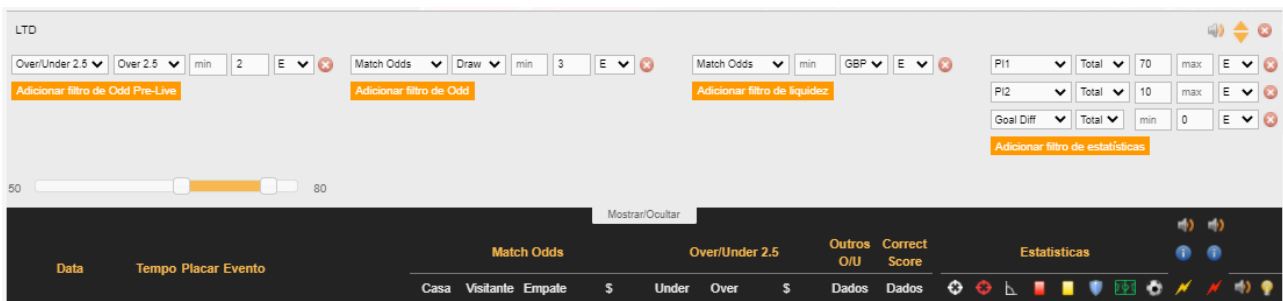 LTD
Over/Under 2.5 Over 2.5 min 2 E Match Odds Draw min 3 E Match Odds min GBP E PI1 Total 70 max E
Adicionar filtro de Odd Pre-Live Adicionar filtro de Odd Adicionar filtro de liquidez PI2 Total 10 max E
Goal Diff Total min 0 E
Adicionar filtro de estatísticas
50 80
Mostrar/Ocultar
Match Odds Over/Under 2.5 Outros O/U Correct Score Estatisticas
Data Tempo Placar Evento
Casa Visitante Empate $ Under Over $ Dados Dados